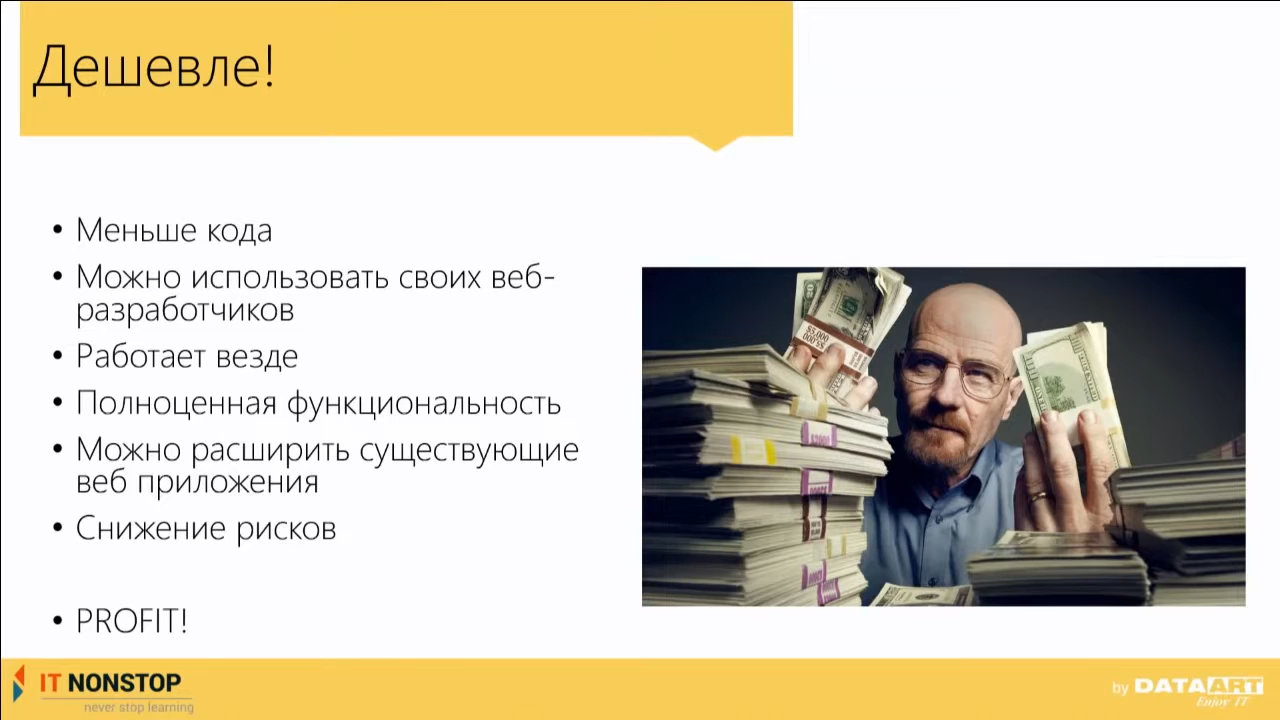 Дешевле!
• Меньше кода
• Можно использовать своих веб-
разработчиков
• Работает везде
• Полноценная функциональность
• Можно расширить существующие
веб приложения
• Снижение рисков
• PROFIT!
IT NONSTOP
never stop learning
by DATAART
Enjoy IT